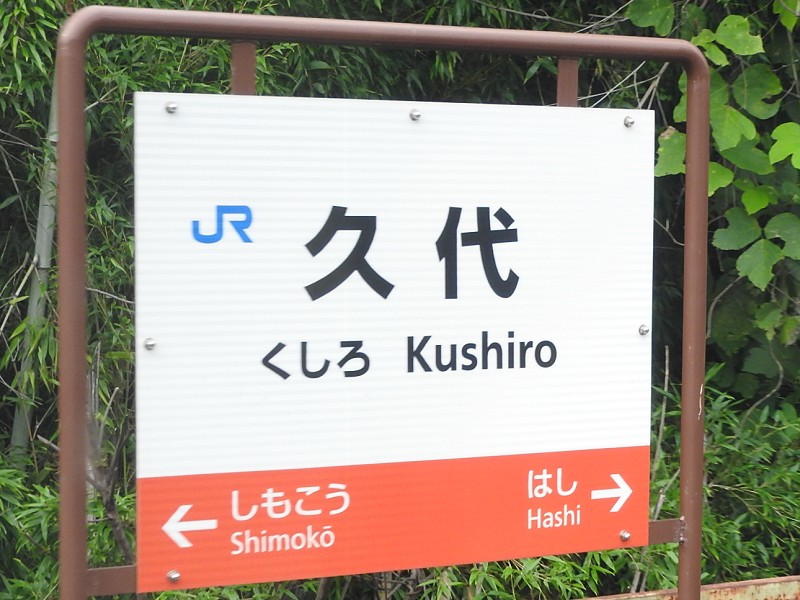 JR 久代
くしろ Kushiro
← しもこう
Shimokō
はし →
Hashi